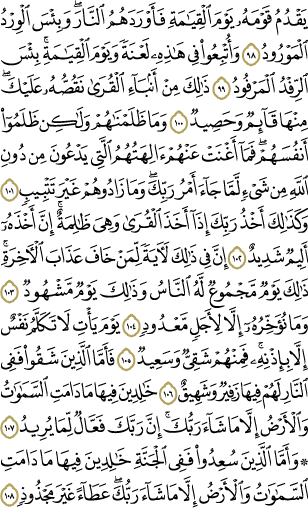 يَقْدُمُ قَوْمَهُۥ يَوْمَ ٱلْقِيَٰمَةِ فَأَوْرَدَهُمُ ٱلنَّارَۖ وَبِئْسَ ٱلْوِرْدُ
ٱلْمَوْرُودُ ٩٨ وَأُتْبِعُوا۟ فِى هَٰذِهِۦ لَعْنَةً وَيَوْمَ ٱلْقِيَٰمَةِۚ بِئْسَ
ٱلرِّفْدُ ٱلْمَرْفُودُ ٩٩ ذَٰلِكَ مِنْ أَنۢبَآءِ ٱلْقُرَىٰ نَقُصُّهُۥ عَلَيْكَۖ
مِنْهَا قَآئِمٌ وَحَصِيدٌ ١٠٠ وَمَا ظَلَمْنَٰهُمْ وَلَٰكِن ظَلَمُوٓا۟
أَنفُسَهُمْۖ فَمَآ أَغْنَتْ عَنْهُمْ ءَالِهَتُهُمُ ٱلَّتِى يَدْعُونَ مِن دُونِ
ٱللَّهِ مِن شَىْءٍ لَّمَّا جَآءَ أَمْرُ رَبِّكَۖ وَمَا زَادُوهُمْ غَيْرَ تَتْبِيبٍ ١٠١
وَكَذَٰلِكَ أَخْذُ رَبِّكَ إِذَآ أَخَذَ ٱلْقُرَىٰ وَهِىَ ظَٰلِمَةٌۚ إِنَّ أَخْذَهُۥٓ
أَلِيمٌ شَدِيدٌ ١٠٢ إِنَّ فِى ذَٰلِكَ لَءَايَةً لِّمَنْ خَافَ عَذَابَ ٱلْءَاخِرَةِۚ
ذَٰلِكَ يَوْمٌ مَّجْمُوعٌ لَّهُ ٱلنَّاسُ وَذَٰلِكَ يَوْمٌ مَّشْهُودٌ ١٠٣
وَمَا نُؤَخِّرُهُۥٓ إِلَّا لِأَجَلٍ مَّعْدُودٍ ١٠٤ يَوْمَ يَأْتِ لَا تَكَلَّمُ نَفْسٌ
إِلَّا بِإِذْنِهِۦۚ فَمِنْهُمْ شَقِىٌّ وَسَعِيدٌ ١٠٥ فَأَمَّا ٱلَّذِينَ شَقُوا۟ فَفِى
ٱلنَّارِ لَهُمْ فِيهَا زَفِيرٌ وَشَهِيقٌ ١٠٦ خَٰلِدِينَ فِيهَا مَا دَامَتِ ٱلسَّمَٰوَٰتُ
وَٱلْأَرْضُ إِلَّا مَا شَآءَ رَبُّكَۚ إِنَّ رَبَّكَ فَعَّالٌ لِّمَا يُرِيدُ ١٠٧
۞ وَأَمَّا ٱلَّذِينَ سُعِدُوا۟ فَفِى ٱلْجَنَّةِ خَٰلِدِينَ فِيهَا مَا دَامَتِ
ٱلسَّمَٰوَٰتُ وَٱلْأَرْضُ إِلَّا مَا شَآءَ رَبُّكَۖ عَطَآءً غَيْرَ مَجْذُوذٍ ١٠٨